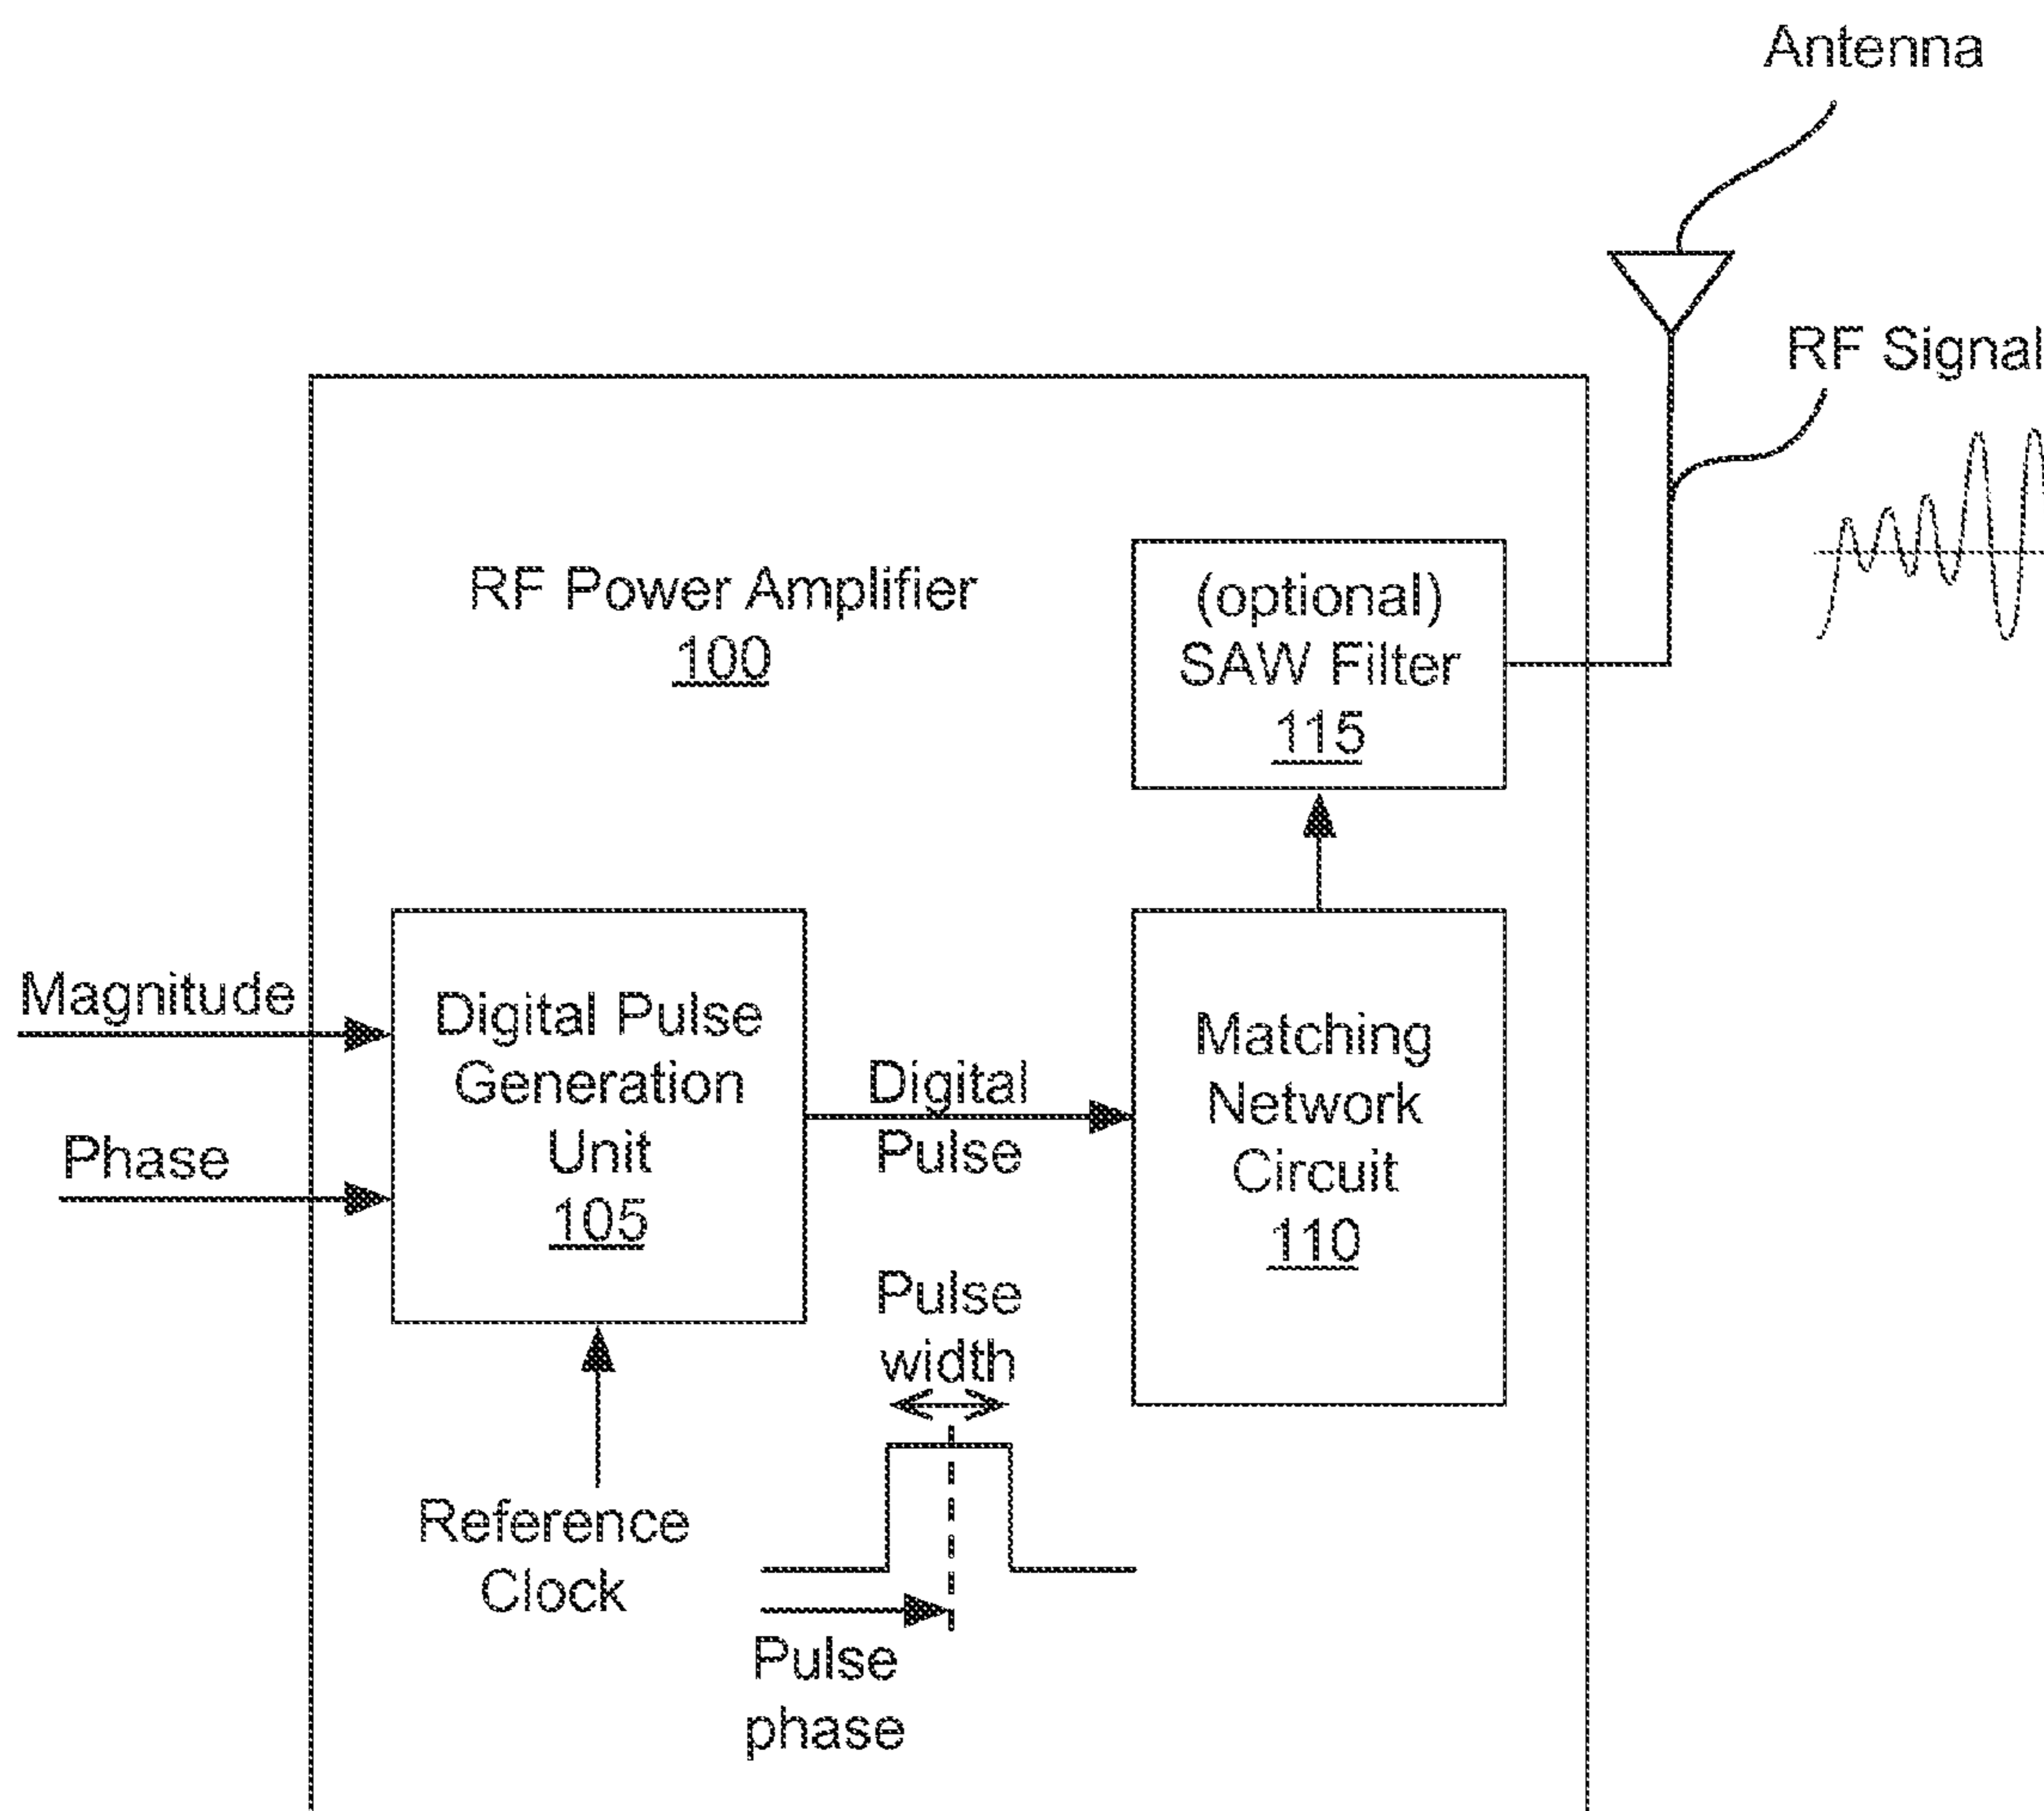 Antenna
RF Signal
RF Power Amplifier
100
(optional)
SAW Filter
115
Magnitude
Phase
Digital Pulse
Generation
Unit
105
Digital
Pulse
Matching
Network
Circuit
110
Pulse
width
Reference
Clock
Pulse
phase